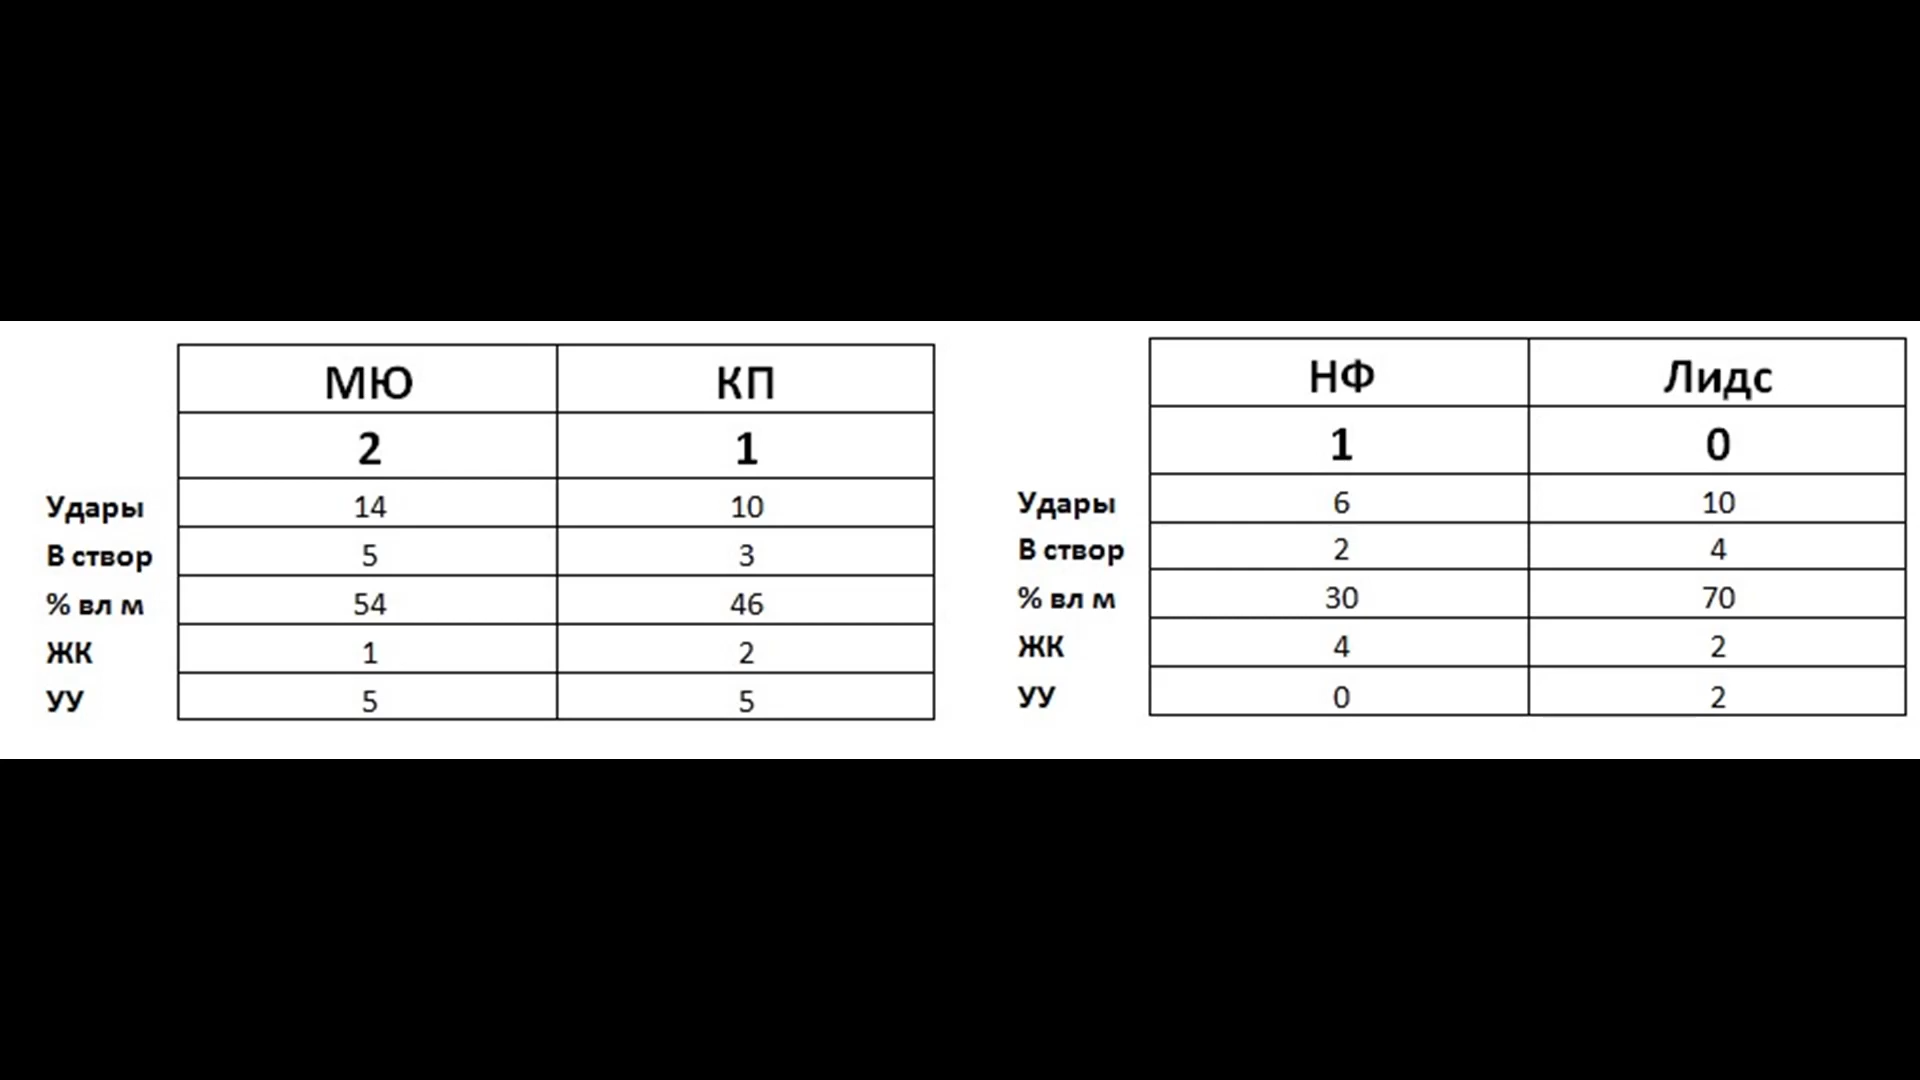 МЮ КП
2 1
Удары 14 10
В створ 5 3
% вл м 54 46
ЖК 1 2
УУ 5 5
НФ Лидс
1 0
Удары 6 10
В створ 2 4
% вл м 30 70
ЖК 4 2
УУ 0 2